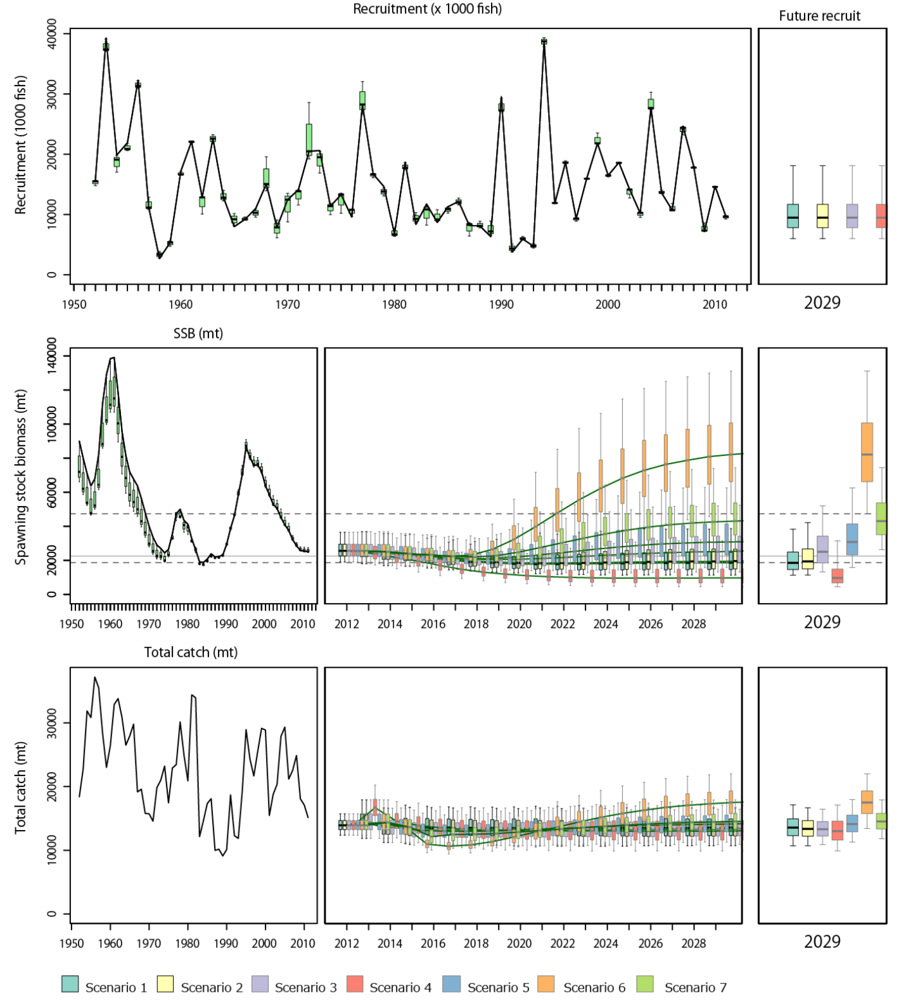 Recruitment (x 1000 fish)
Future recruit
Recruitment (1000 fish)
40000
30000
20000
10000
0
1950 1960 1970 1980 1990 2000 2010
2029
SSB (mt)
Spawning stock biomass (mt)
140000
100000
60000
20000
0
1950 1960 1970 1980 1990 2000 2010
2012 2014 2016 2018 2020 2022 2024 2026 2028
2029
Total catch (mt)
Total catch (mt)
30000
20000
10000
0
1950 1960 1970 1980 1990 2000 2010
2012 2014 2016 2018 2020 2022 2024 2026 2028
2029
Scenario 1 Scenario 2 Scenario 3 Scenario 4 Scenario 5 Scenario 6 Scenario 7